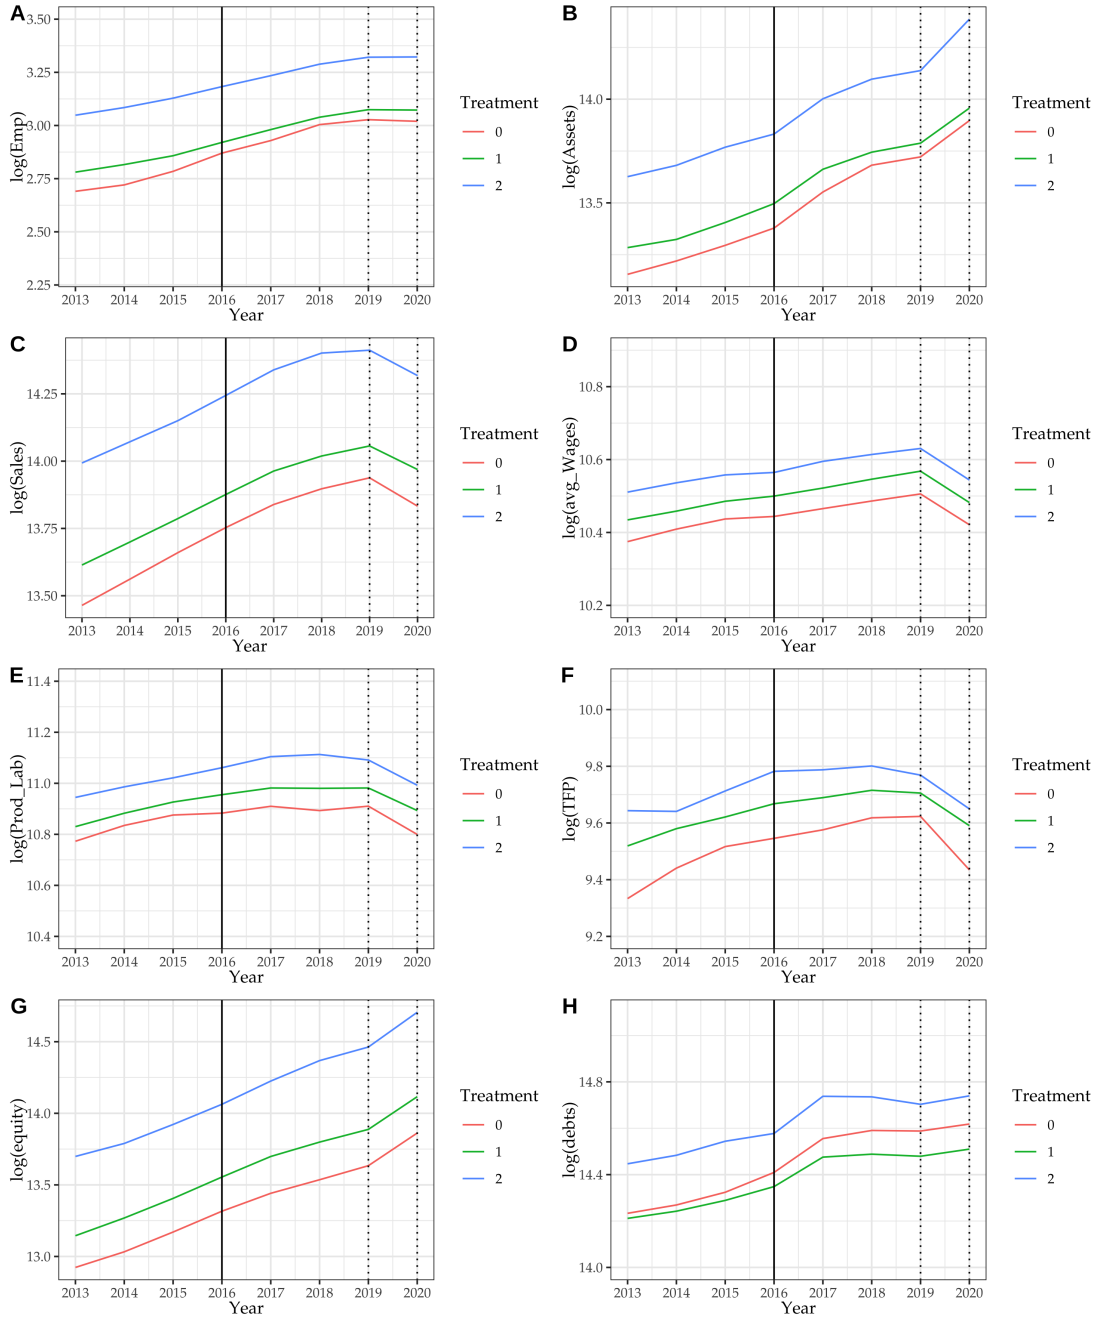 A
log(Emp)
3.50
3.25
3.00
2.75
2.50
2.25
2013 2014 2015 2016 2017 2018 2019 2020
Year
Treatment
0
1
2
B
log(Assets)
14.0
13.5
2013 2014 2015 2016 2017 2018 2019 2020
Year
Treatment
0
1
2
C
log(Sales)
14.25
14.00
13.75
13.50
2013 2014 2015 2016 2017 2018 2019 2020
Year
Treatment
0
1
2
D
log(avg_Wages)
10.8
10.6
10.4
10.2
2013 2014 2015 2016 2017 2018 2019 2020
Year
Treatment
0
1
2
E
log(Prod_Lab)
11.4
11.2
11.0
10.8
10.6
10.4
2013 2014 2015 2016 2017 2018 2019 2020
Year
Treatment
0
1
2
F
log(TFP)
10.0
9.8
9.6
9.4
9.2
2013 2014 2015 2016 2017 2018 2019 2020
Year
Treatment
0
1
2
G
log(equity)
14.5
14.0
13.5
13.0
2013 2014 2015 2016 2017 2018 2019 2020
Year
Treatment
0
1
2
H
log(debts)
14.8
14.4
14.0
2013 2014 2015 2016 2017 2018 2019 2020
Year
Treatment
0
1
2